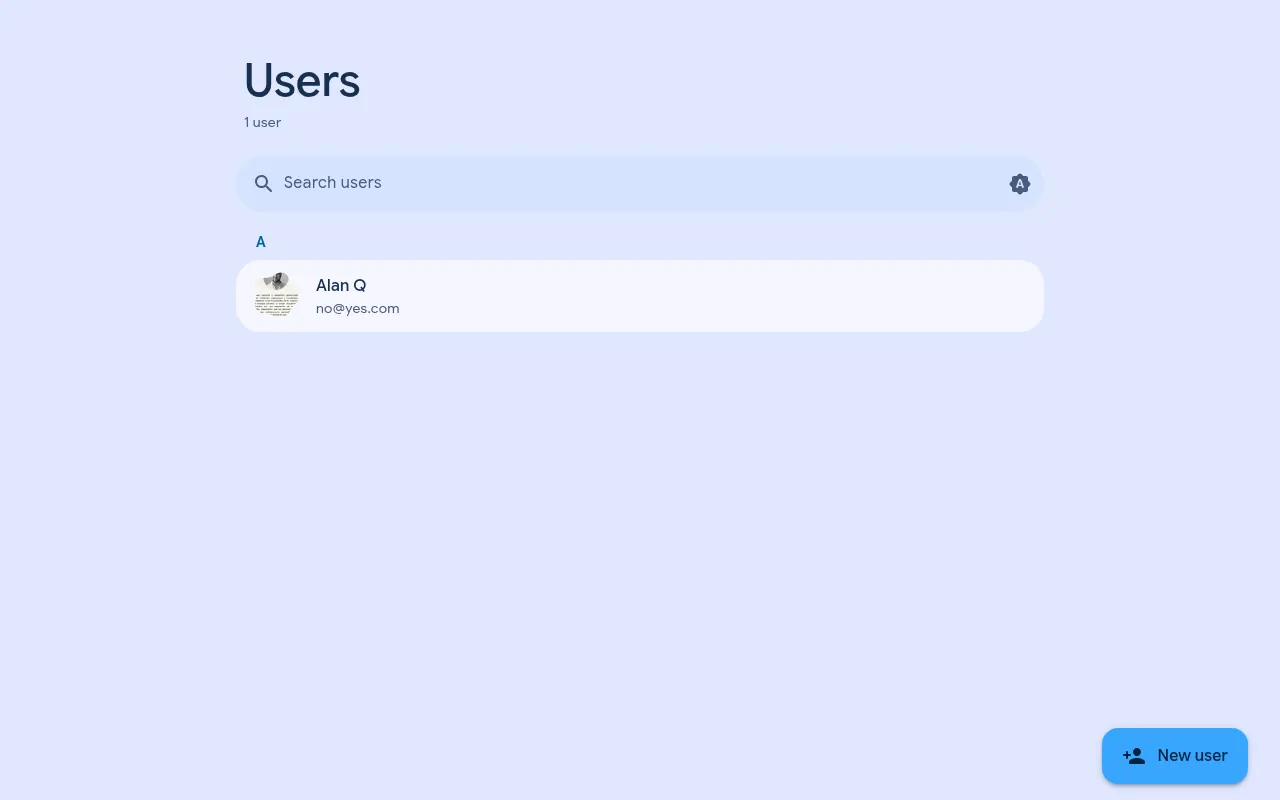 Users
1 user
Search users
A
A
Alan Q
no@yes.com
New user